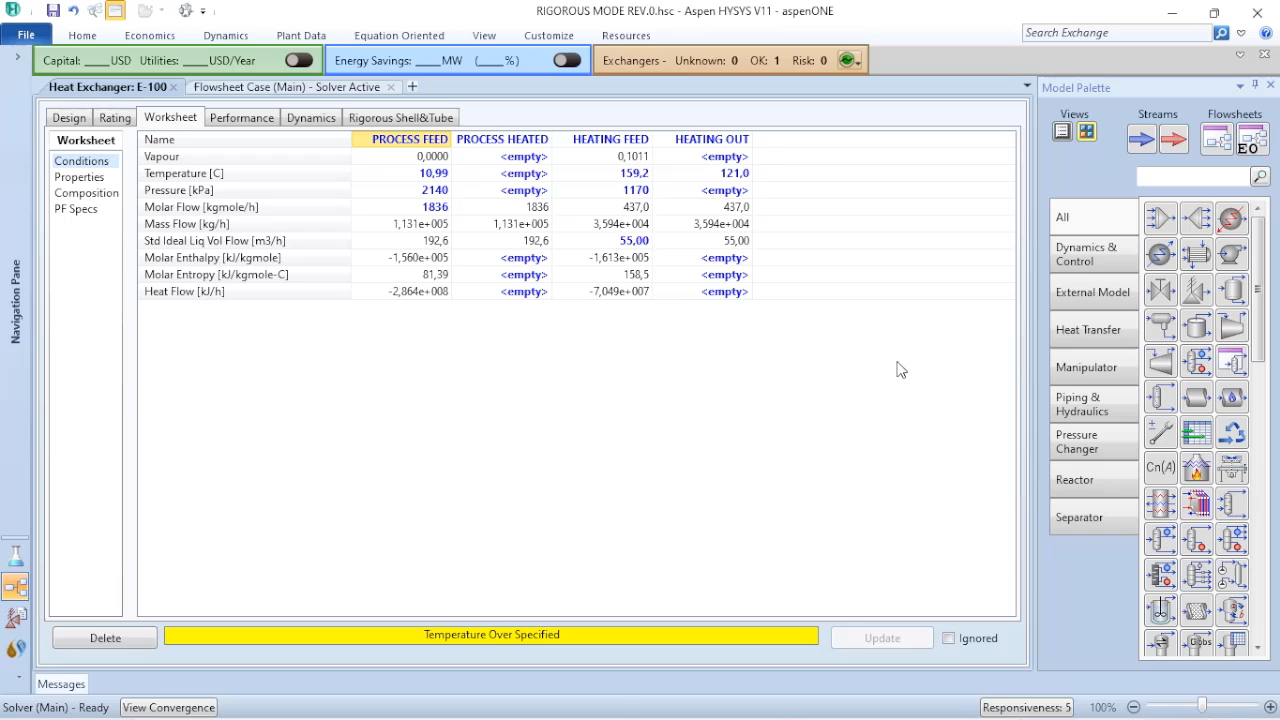 RIGOROUS MODE REV.0.hsc - Aspen HYSYS V11 - aspenONE
File Home Economics Dynamics Plant Data Equation Oriented View Customize Resources Search Exchange
Capital: ____USD Utilities: ____USD/Year Energy Savings: ____MW (____%) Exchangers - Unknown: 0 OK: 1 Risk: 0
Heat Exchanger: E-100 Flowsheet Case (Main) - Solver Active Model Palette
Design Rating Worksheet Performance Dynamics Rigorous Shell&Tube
Views Streams Flowsheets
EO
Worksheet
Conditions
Properties
Composition
PF Specs
Name PROCESS FEED PROCESS HEATED HEATING FEED HEATING OUT
Vapour 0,0000 <empty> 0,1011 <empty>
Temperature [C] 10,99 <empty> 159,2 121,0
Pressure [kPa] 2140 <empty> 1170 <empty>
Molar Flow [kgmole/h] 1836 1836 437,0 437,0
Mass Flow [kg/h] 1,131e+005 1,131e+005 3,594e+004 3,594e+004
Std Ideal Liq Vol Flow [m3/h] 192,6 192,6 55,00 55,00
Molar Enthalpy [kJ/kgmole] -1,560e+005 <empty> -1,613e+005 <empty>
Molar Entropy [kJ/kgmole-C] 81,39 <empty> 158,5 <empty>
Heat Flow [kJ/h] -2,864e+008 <empty> -7,049e+007 <empty>
Navigation Pane
All
Dynamics &
Control
External Model
Heat Transfer
Manipulator
Piping &
Hydraulics
Pressure
Changer
Reactor
Separator
Cn(A)
Gibbs
Delete Temperature Over Specified Update Ignored
Messages
Solver (Main) - Ready View Convergence Responsiveness: 5 100%